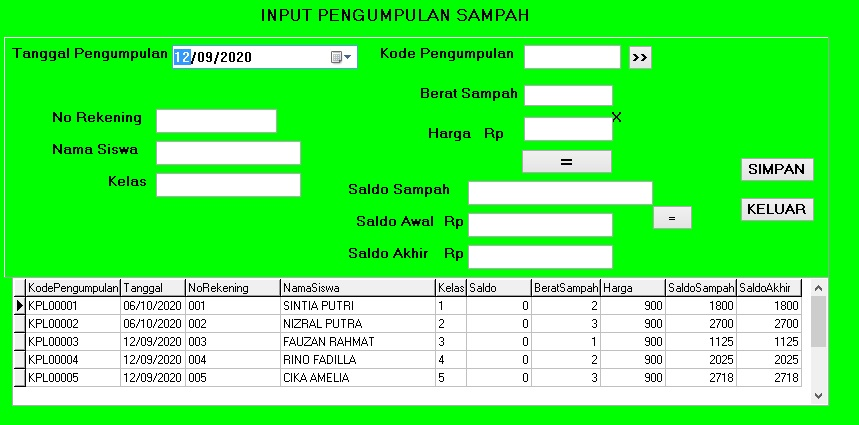 INPUT PENGUMPULAN SAMPAH
Tanggal Pengumpulan 12/09/2020 Kode Pengumpulan >>
Berat Sampah
No Rekening X
Harga Rp
Nama Siswa =
SIMPAN
Kelas Saldo Sampah
KELUAR
Saldo Awal Rp =
Saldo Akhir Rp
KodePengumpulan Tanggal NoRekening NamaSiswa Kelas Saldo BeratSampah Harga SaldoSampah SaldoAkhir
KPL00001 06/10/2020 001 SINTIA PUTRI 1 0 2 900 1800 1800
KPL00002 06/10/2020 002 NIZRAL PUTRA 2 0 3 900 2700 2700
KPL00003 12/09/2020 003 FAUZAN RAHMAT 3 0 1 900 1125 1125
KPL00004 12/09/2020 004 RINO FADILLA 4 0 2 900 2025 2025
KPL00005 12/09/2020 005 CIKA AMELIA 5 0 3 900 2718 2718